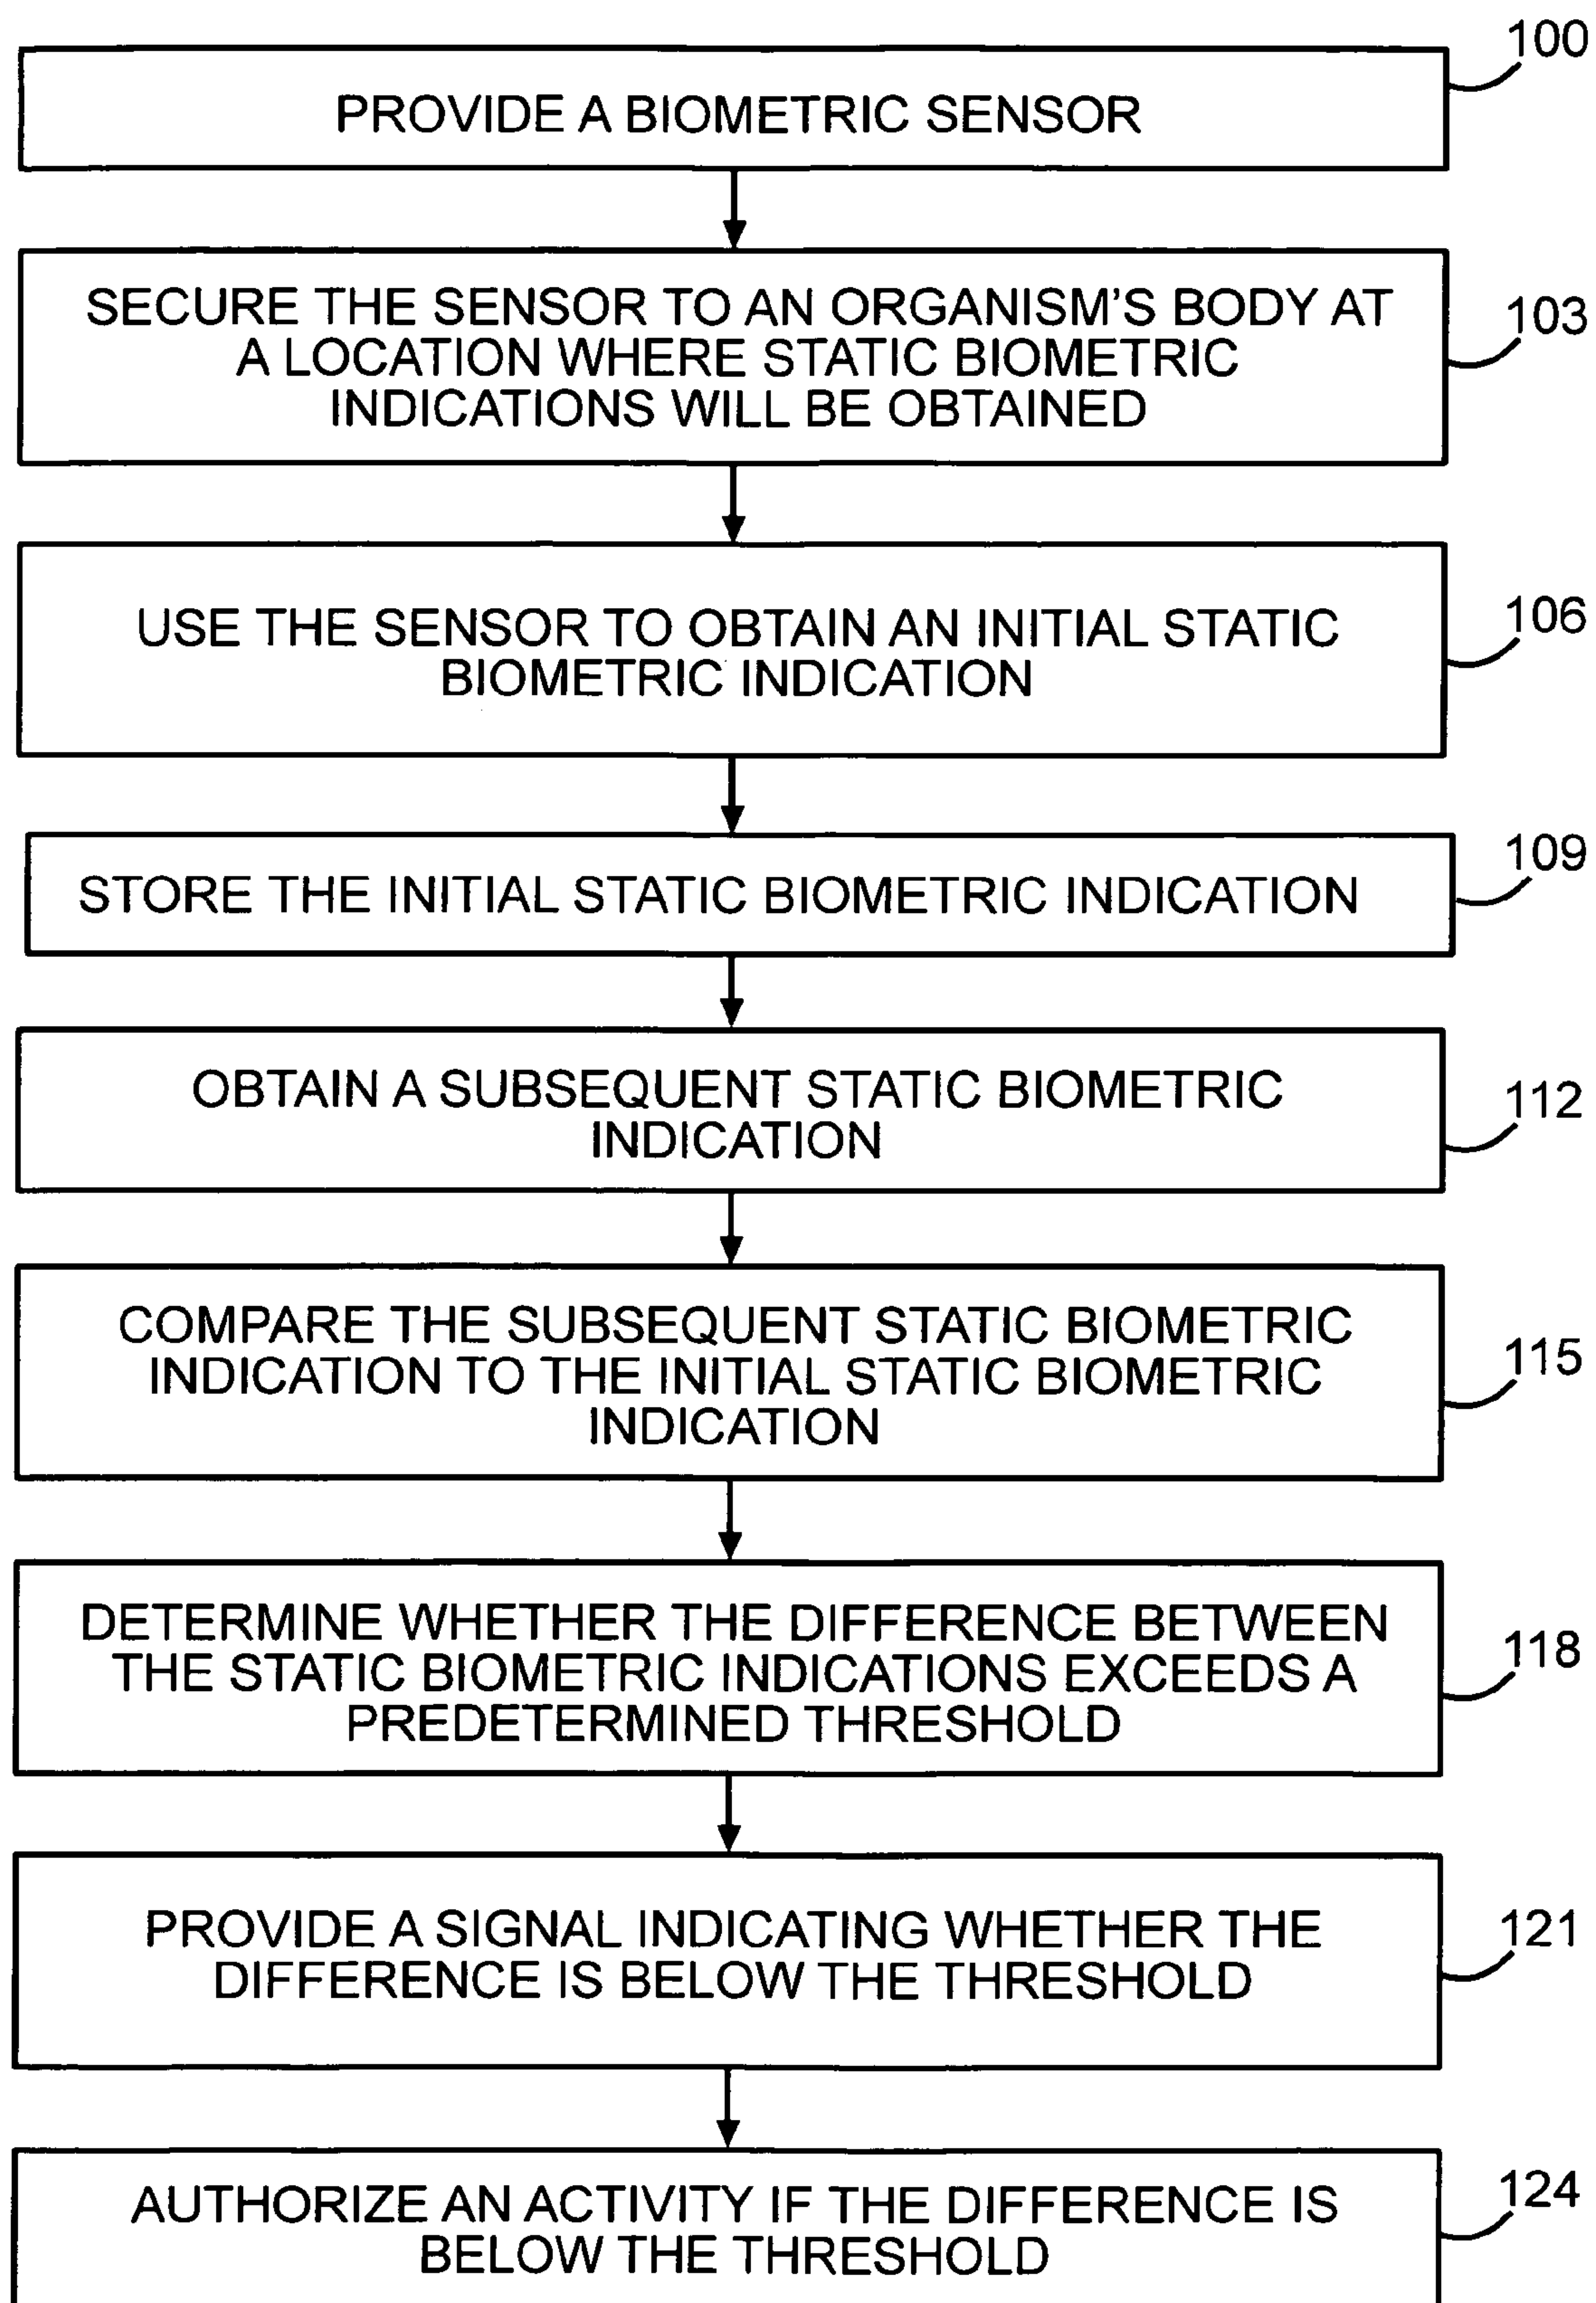 100
PROVIDE A BIOMETRIC SENSOR
SECURE THE SENSOR TO AN ORGANISM'S BODY AT
A LOCATION WHERE STATIC BIOMETRIC
INDICATIONS WILL BE OBTAINED
103
USE THE SENSOR TO OBTAIN AN INITIAL STATIC
BIOMETRIC INDICATION
106
STORE THE INITIAL STATIC BIOMETRIC INDICATION
109
OBTAIN A SUBSEQUENT STATIC BIOMETRIC
INDICATION
112
COMPARE THE SUBSEQUENT STATIC BIOMETRIC
INDICATION TO THE INITIAL STATIC BIOMETRIC
INDICATION
115
DETERMINE WHETHER THE DIFFERENCE BETWEEN
THE STATIC BIOMETRIC INDICATIONS EXCEEDS A
PREDETERMINED THRESHOLD
118
PROVIDE A SIGNAL INDICATING WHETHER THE
DIFFERENCE IS BELOW THE THRESHOLD
121
AUTHORIZE AN ACTIVITY IF THE DIFFERENCE IS
BELOW THE THRESHOLD
124